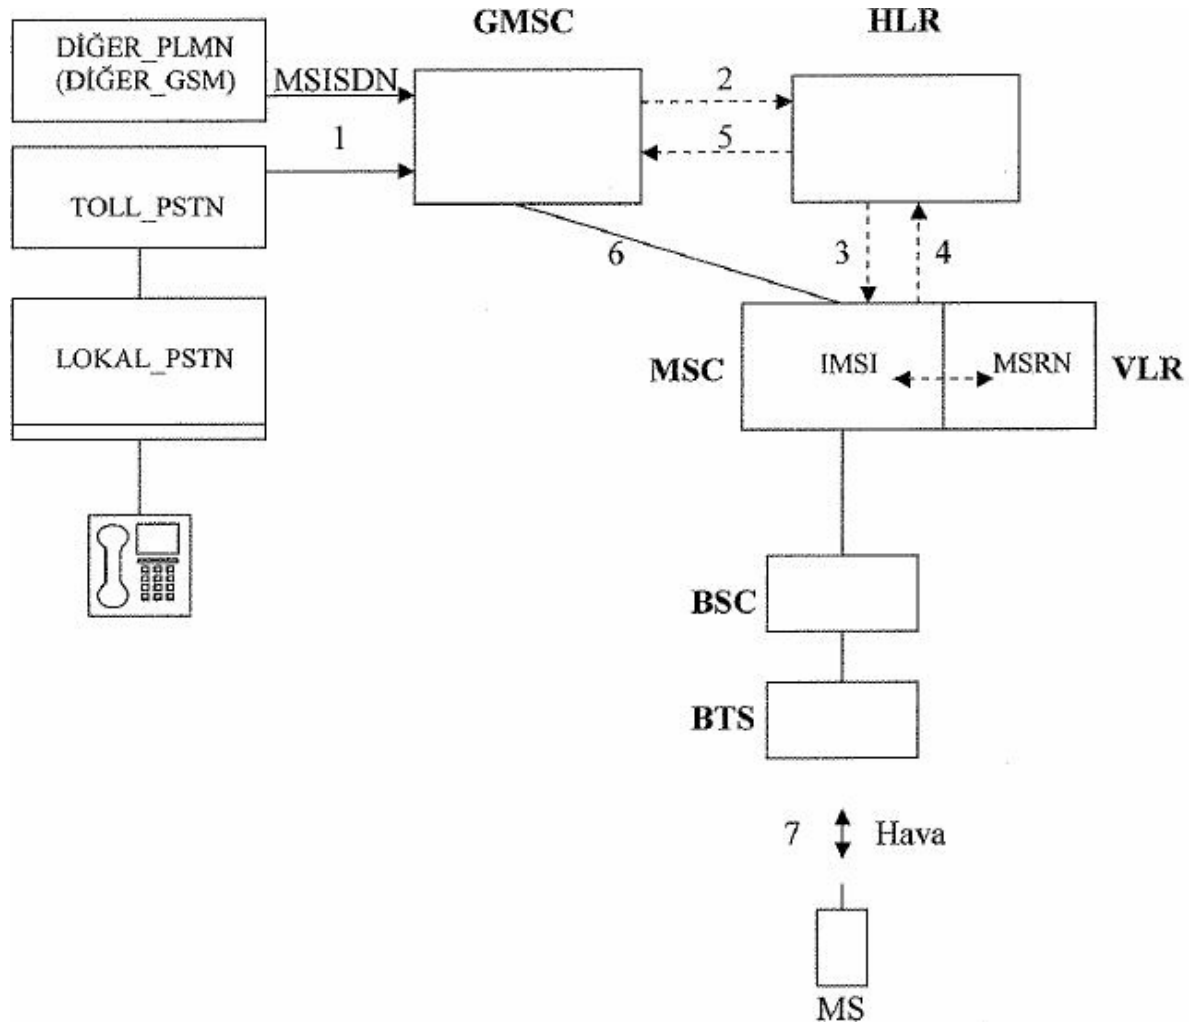 GMSC
HLR
DİĞER_PLMN
(DİĞER_GSM)
MSISDN
2
1
5
TOLL_PSTN
6
3
4
LOKAL_PSTN
MSC
IMSI
MSRN
VLR
BSC
BTS
7
Hava
MS